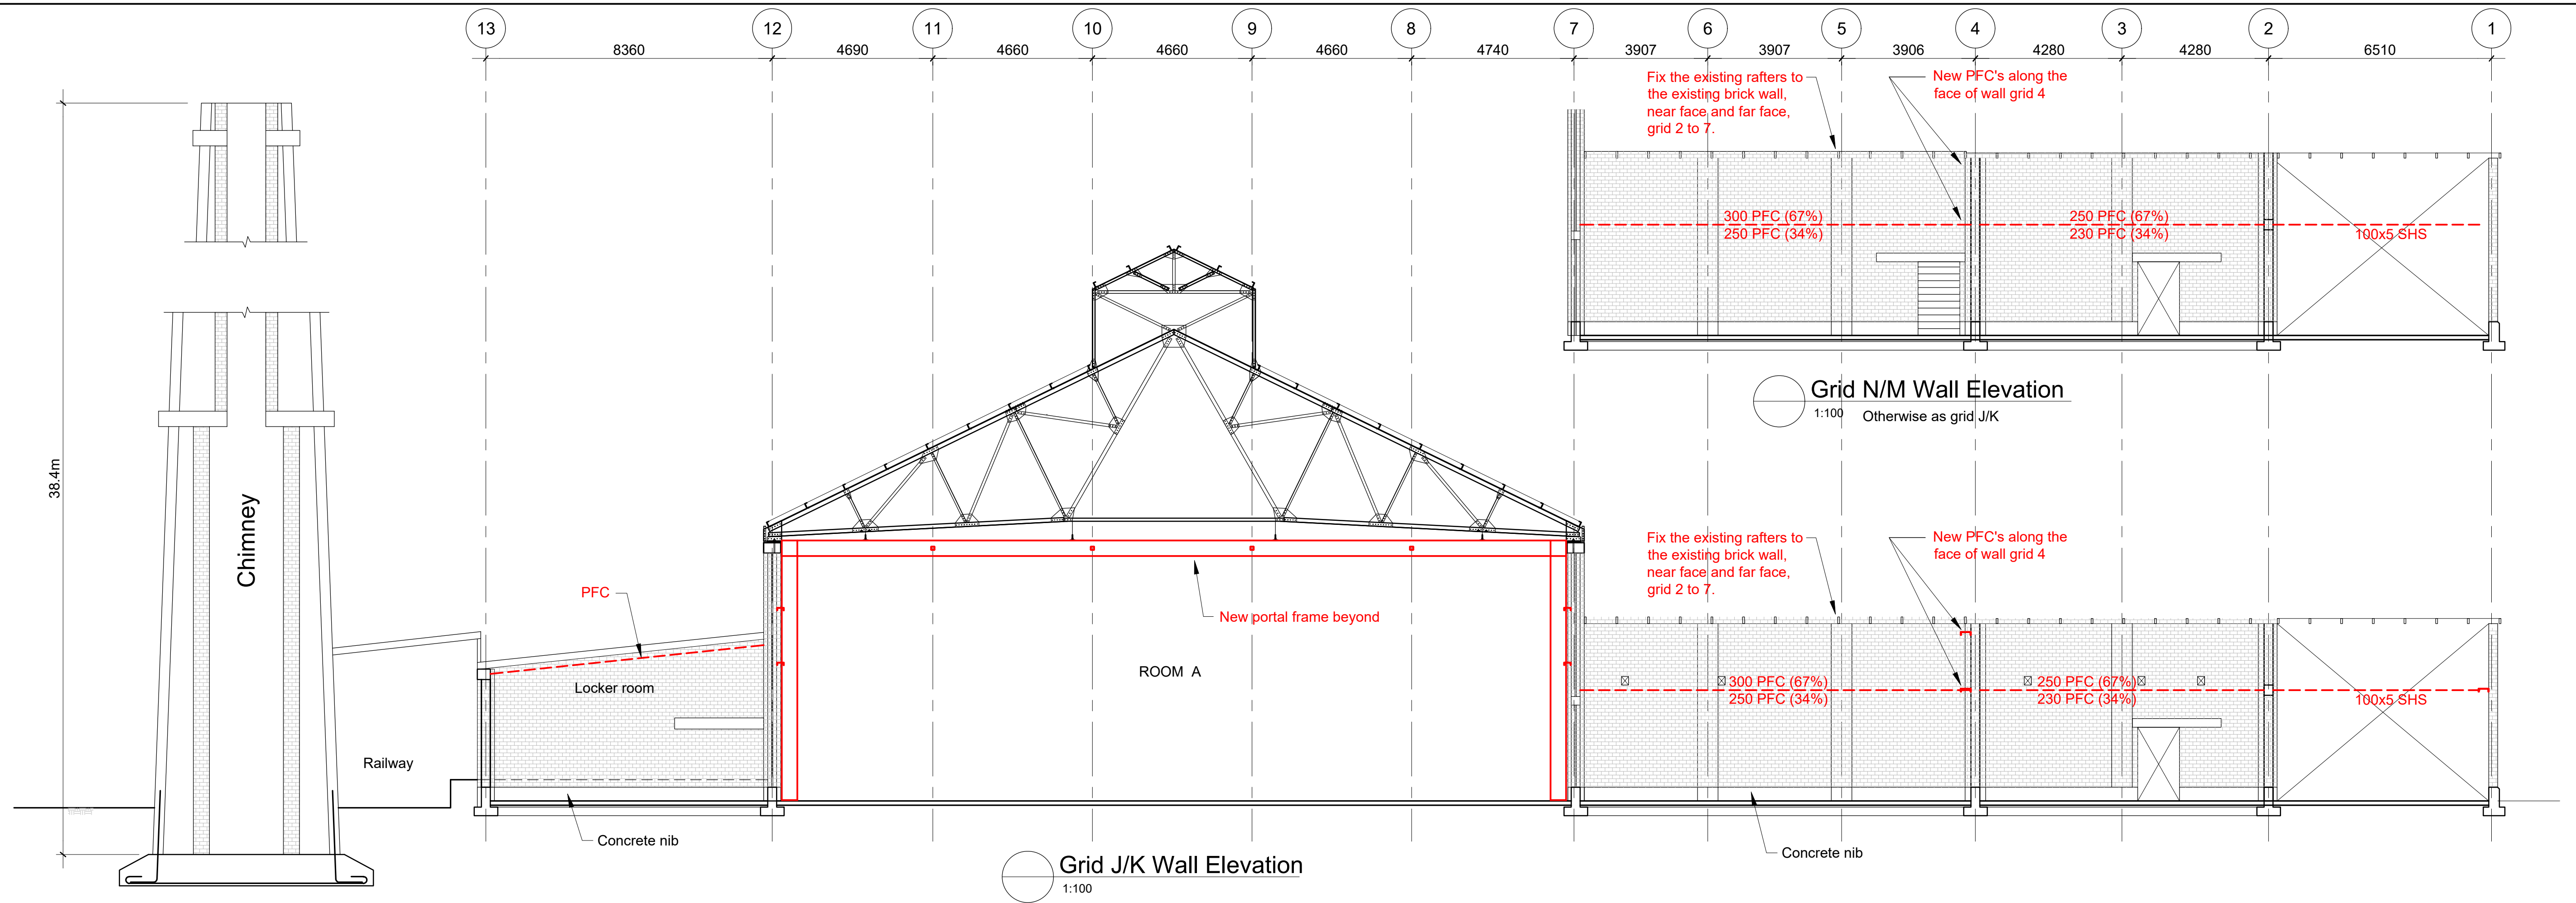 13
12
11
10
9
8
7
6
5
4
3
2
1
8360
4690
4660
4660
4660
4740
3907
3907
3906
4280
4280
6510
Fix the existing rafters to
the existing brick wall,
near face and far face,
grid 2 to 7.
New PFC's along the
face of wall grid 4
300 PFC (67%)
250 PFC (34%)
250 PFC (67%)
230 PFC (34%)
100x5 SHS
Grid N/M Wall Elevation
1:100
Otherwise as grid J/K
38.4m
Chimney
Railway
PFC
Locker room
Concrete nib
New portal frame beyond
ROOM A
Fix the existing rafters to
the existing brick wall,
near face and far face,
grid 2 to 7.
New PFC's along the
face of wall grid 4
300 PFC (67%)
250 PFC (34%)
250 PFC (67%)
230 PFC (34%)
100x5 SHS
Concrete nib
Grid J/K Wall Elevation
1:100